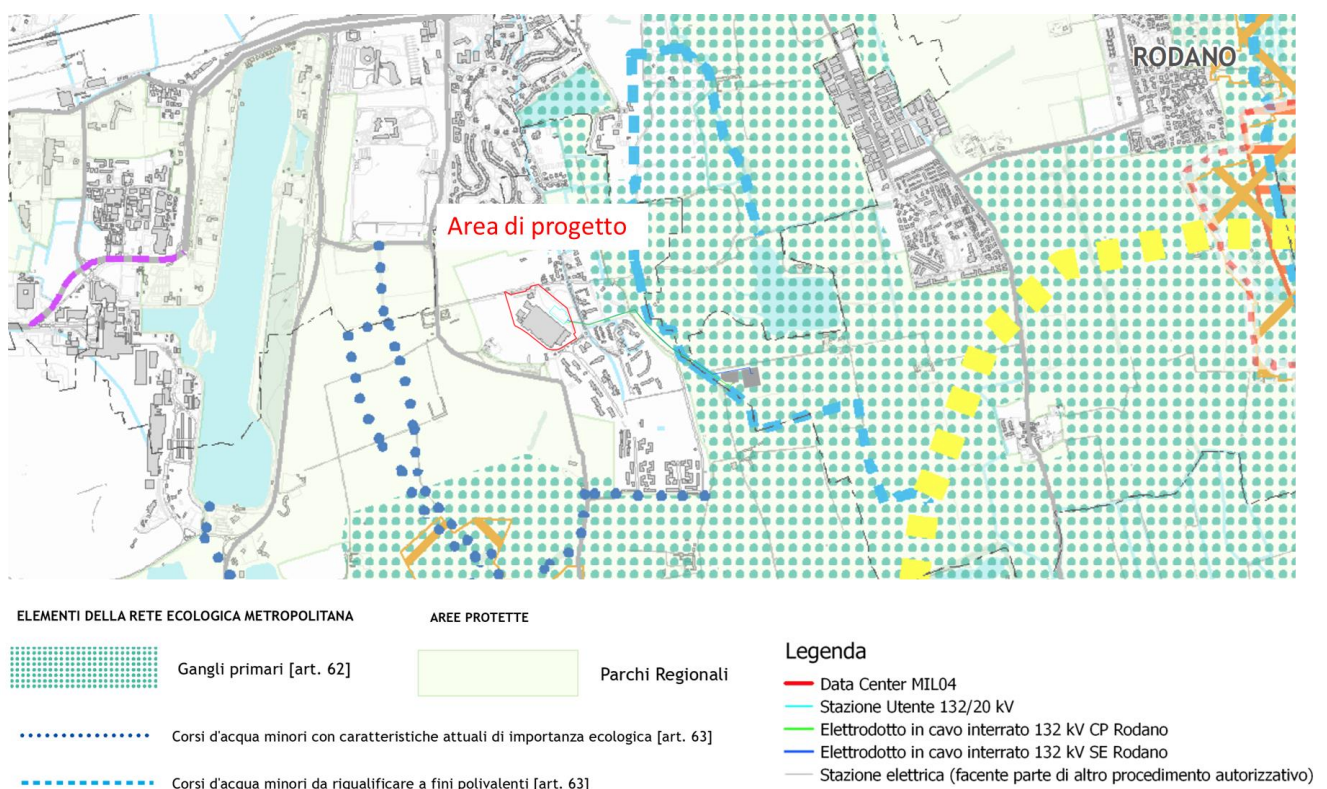 RODANO
Area di progetto
ELEMENTI DELLA RETE ECOLOGICA METROPOLITANA
AREE PROTETTE
Gangli primari [art. 62]
Parchi Regionali
Corsi d'acqua minori con caratteristiche attuali di importanza ecologica [art. 63]
Corsi d'acqua minori da riqualificare a fini polivalenti [art. 63]
Legenda
Data Center MIL04
Stazione Utente 132/20 kV
Elettrodotto in cavo interrato 132 kV CP Rodano
Elettrodotto in cavo interrato 132 kV SE Rodano
Stazione elettrica (facente parte di altro procedimento autorizzativo)